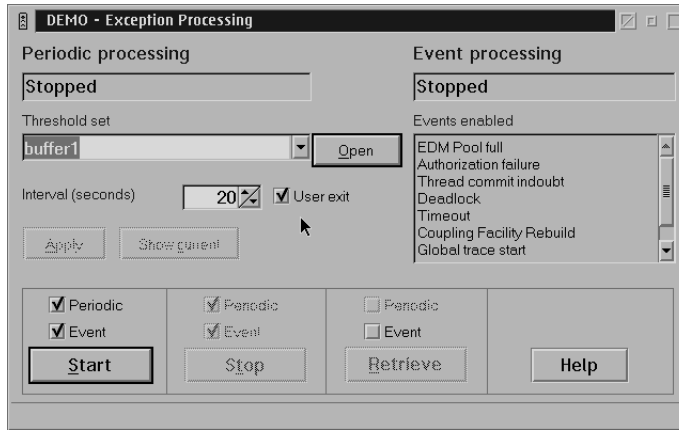 DEMO - Exception Processing
Periodic processing
Event processing
Stopped
Stopped
Threshold set
Events enabled
buffer1
Open
EDM Pool full
Authorization failure
Thread commit indoubt
Deadlock
Timeout
Coupling Facility Rebuild
Global trace start
Interval (seconds)
20
User exit
Apply
Show current
Periodic
Periodic
Periodic
Event
Event
Event
Start
Stop
Retrieve
Help